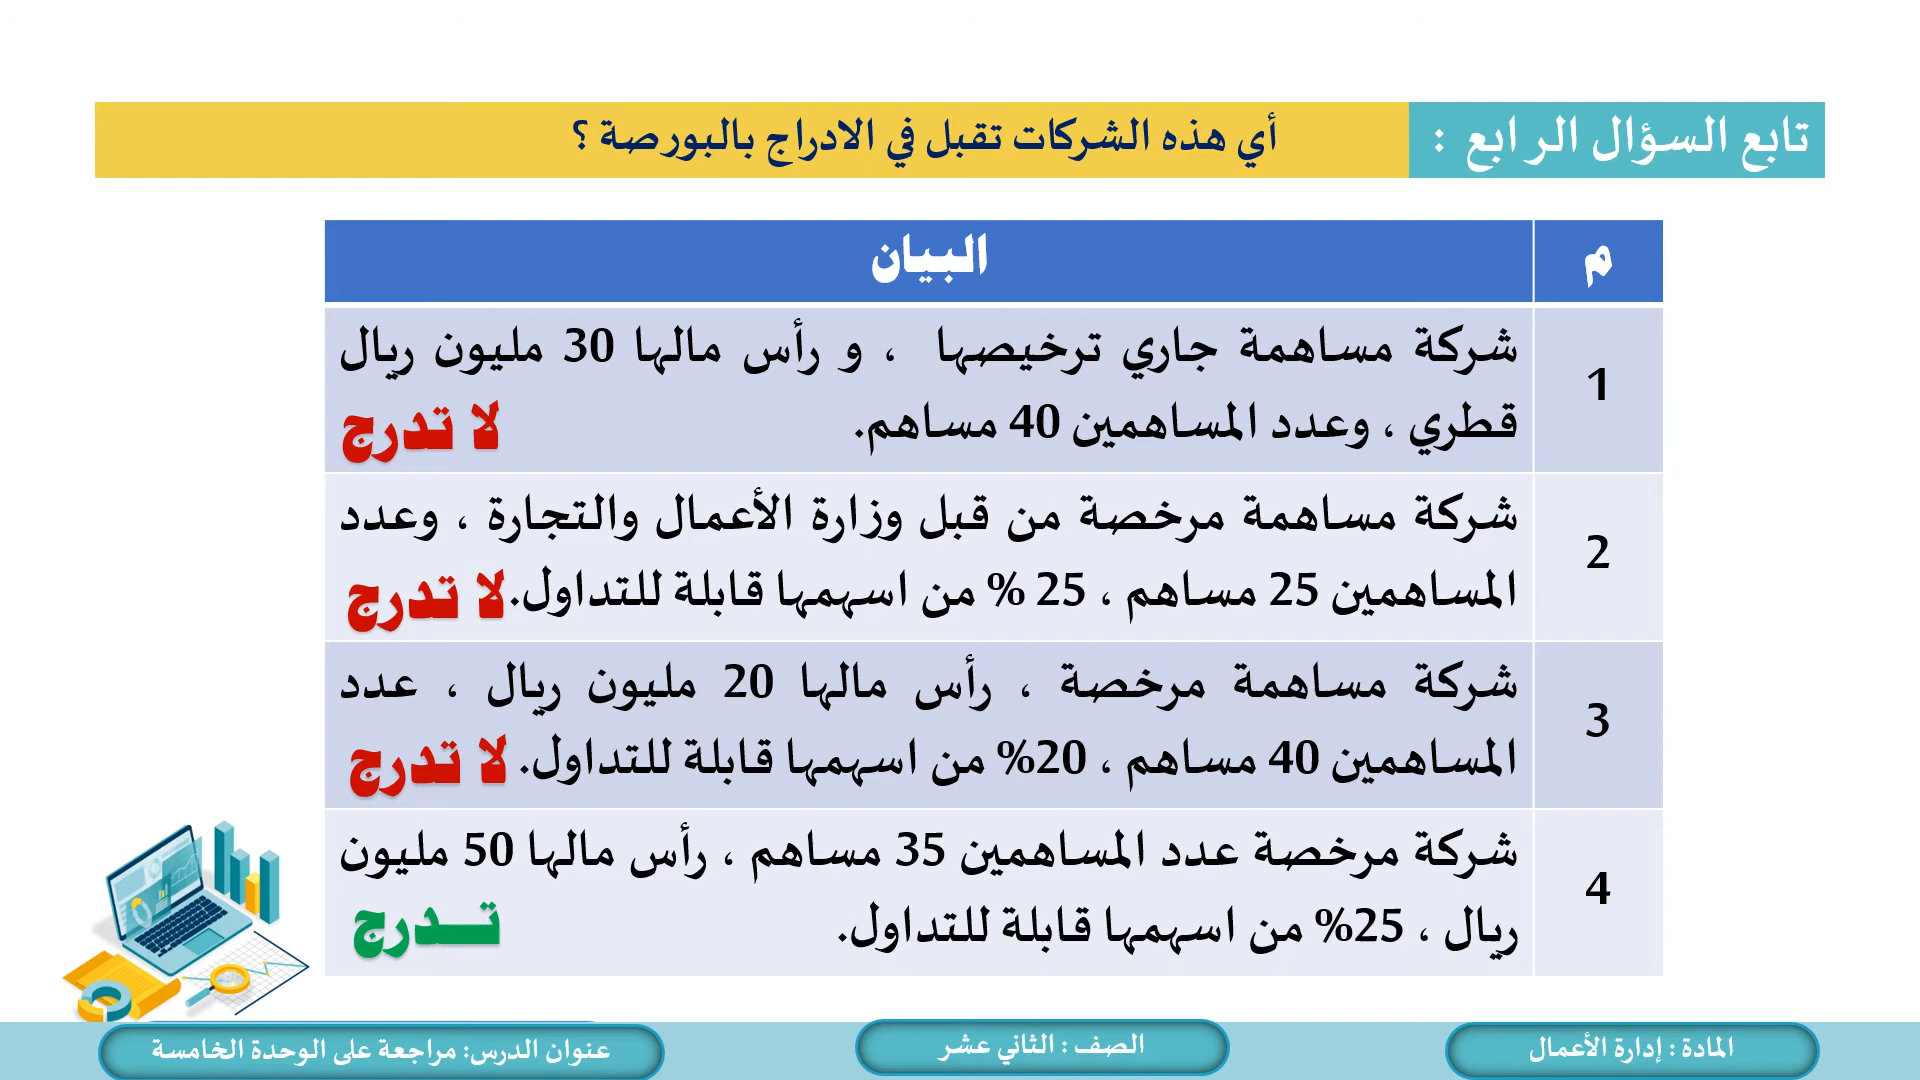 تابع السؤال الرابع :
أي هذه الشركات تقبل في الادراج بالبورصة ؟
م
البيان
1
شركة مساهمة جاري ترخيصها ، و رأس مالها 30 مليون ريال
قطري ، وعدد المساهمين 40 مساهم.
لا تدرج
2
شركة مساهمة مرخصة من قبل وزارة الأعمال والتجارة ، وعدد
المساهمين 25 مساهم ، 25 % من اسهمها قابلة للتداول.
لا تدرج
3
شركة مساهمة مرخصة ، رأس مالها 20 مليون ريال ، عدد
المساهمين 40 مساهم ، 20% من اسهمها قابلة للتداول.
لا تدرج
4
شركة مرخصة عدد المساهمين 35 مساهم ، رأس مالها 50 مليون
ريال ، 25% من اسهمها قابلة للتداول.
تـــدرج
المادة : إدارة الأعمال
الصف : الثاني عشر
عنوان الدرس: مراجعة على الوحدة الخامسة